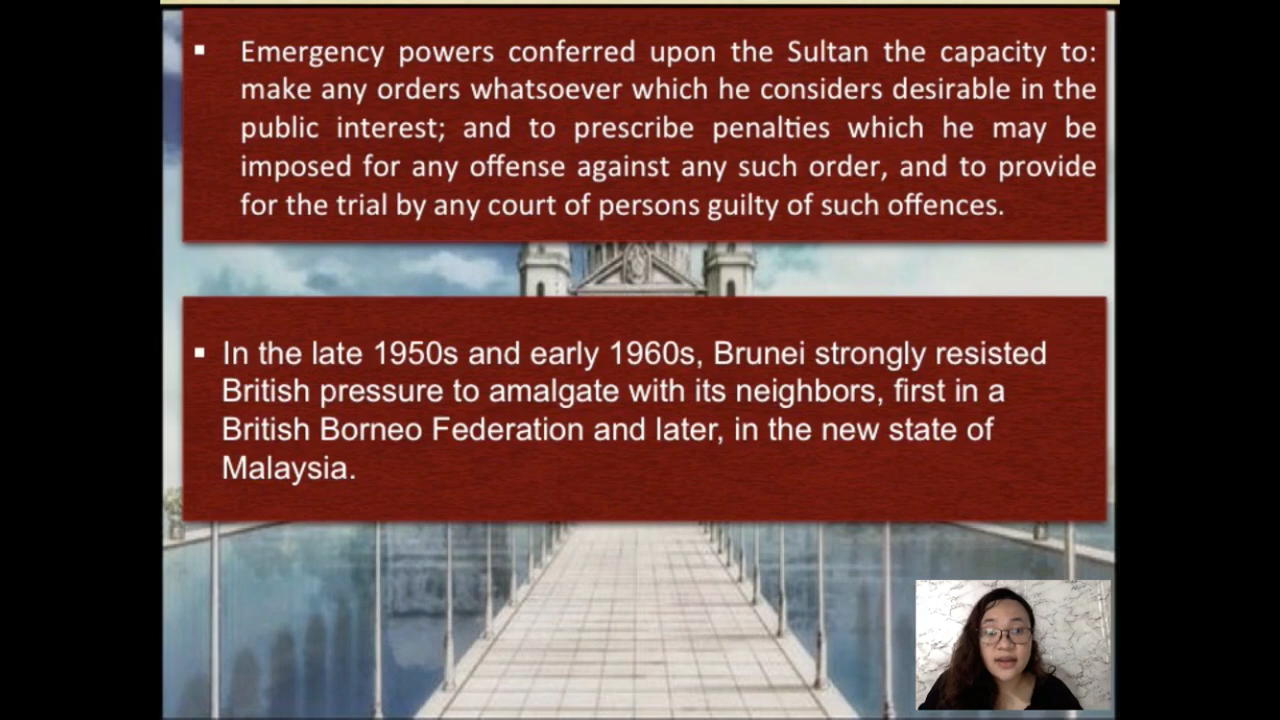 ▪ Emergency powers conferred upon the Sultan the capacity to:
make any orders whatsoever which he considers desirable in the
public interest; and to prescribe penalties which he may be
imposed for any offense against any such order, and to provide
for the trial by any court of persons guilty of such offences.
▪ In the late 1950s and early 1960s, Brunei strongly resisted
British pressure to amalgate with its neighbors, first in a
British Borneo Federation and later, in the new state of
Malaysia.